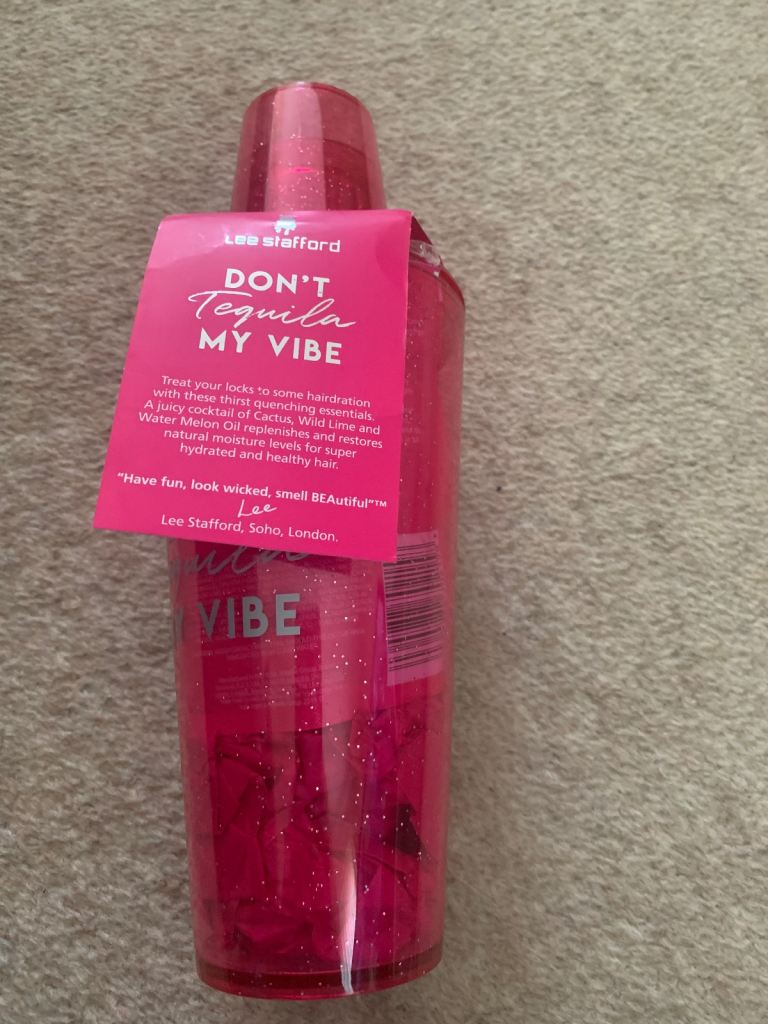 Lee Stafford
DON'T
Tequila
MY VIBE
Treat your locks to some hairdration
with these thirst quenching essentials.
A juicy cocktail of Cactus, Wild Lime and
Water Melon Oil replenishes and restores
natural moisture levels for super
hydrated and healthy hair.
"Have fun, look wicked, smell BEAutiful"™
Lee
Lee Stafford, Soho, London.
VIBE